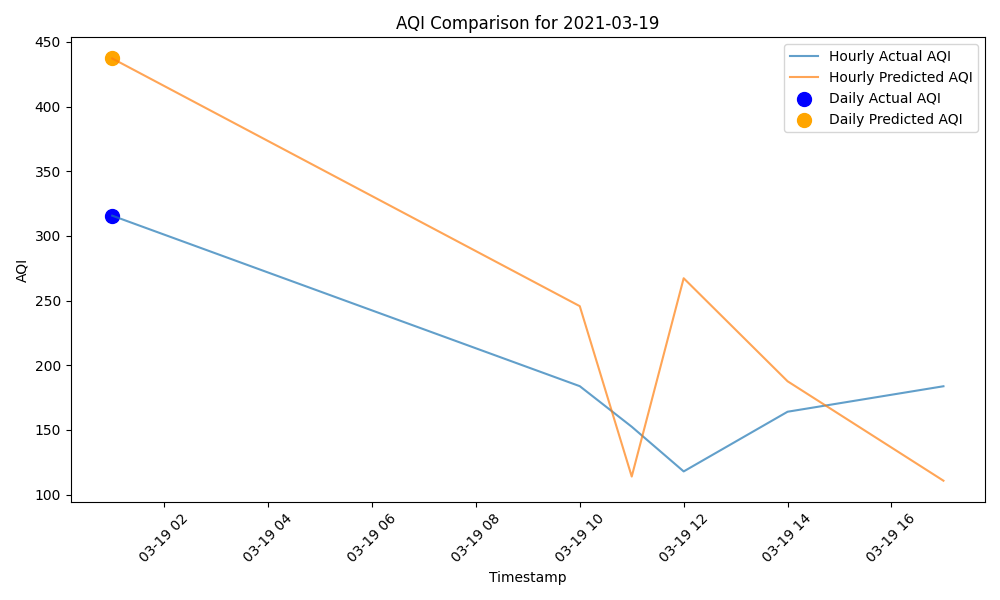 AQI Comparison for 2021-03-19
Hourly Actual AQI
Hourly Predicted AQI
Daily Actual AQI
Daily Predicted AQI
AQI
450
400
350
300
250
200
150
100
03-19 02
03-19 04
03-19 06
03-19 08
03-19 10
03-19 12
03-19 14
03-19 16
Timestamp